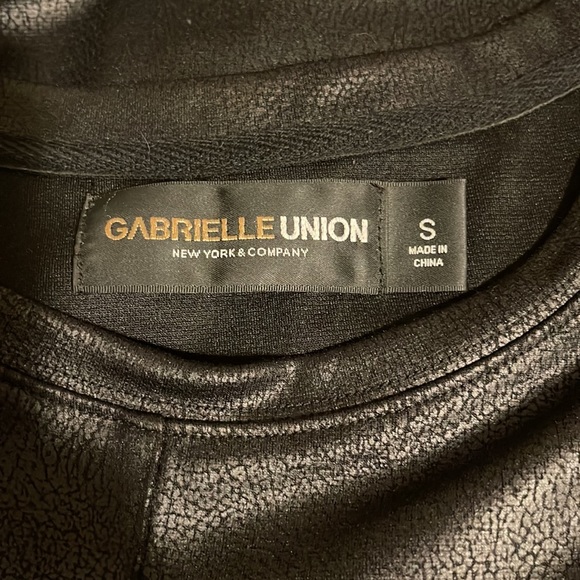 GABRIELLE UNION
NEW YORK & COMPANY
S
MADE IN
CHINA